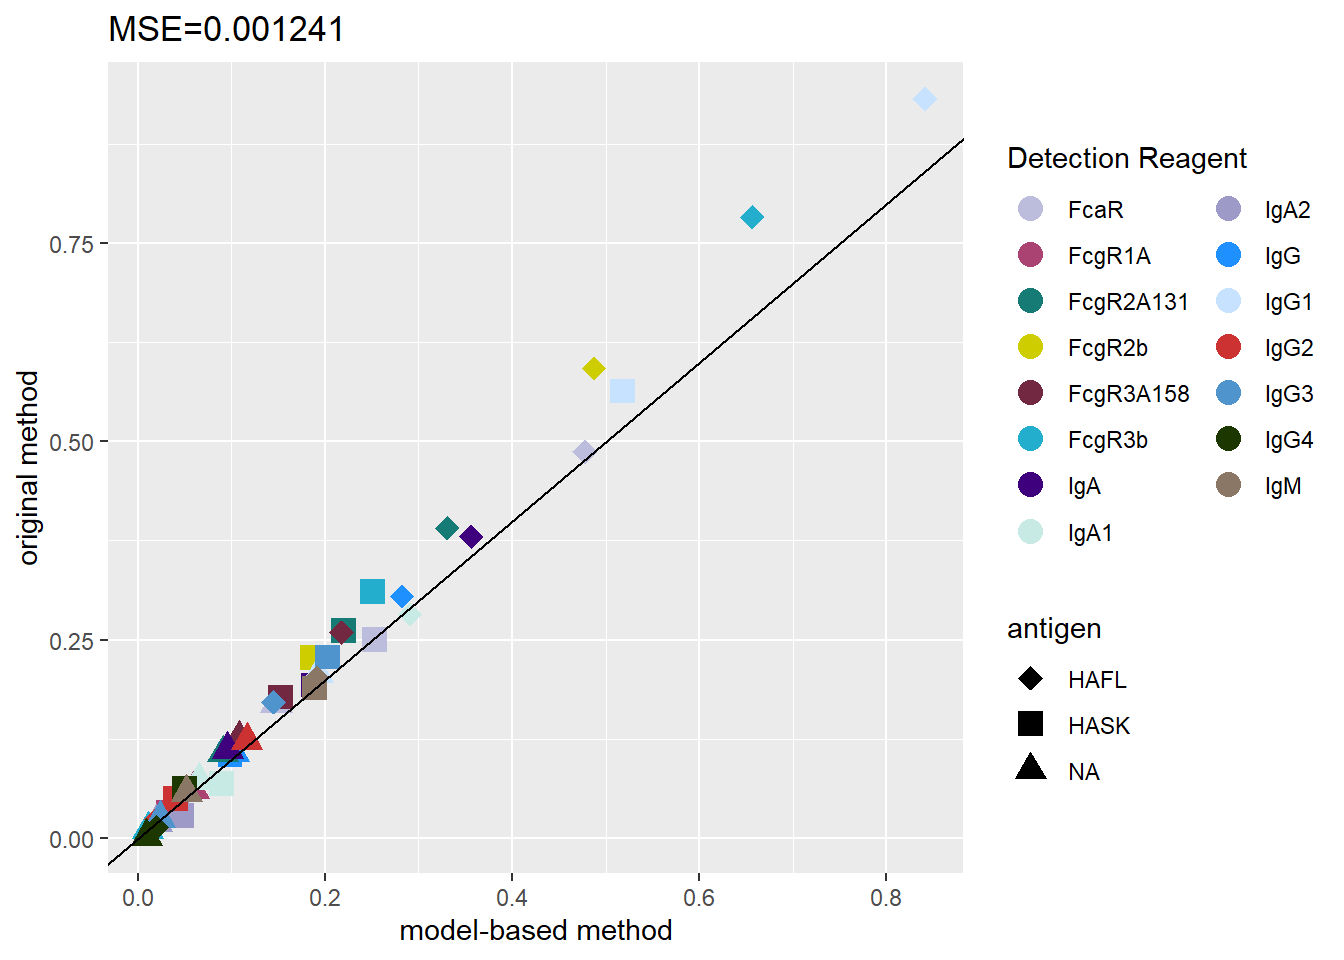 MSE=0.001241
original method
0.75
0.50
0.25
0.00
0.0
0.2
0.4
0.6
0.8
model-based method
Detection Reagent
FcaR
FcgR1A
FcgR2A131
FcgR2b
FcgR3A158
FcgR3b
IgA
IgA1
IgA2
IgG
IgG1
IgG2
IgG3
IgG4
IgM
antigen
HAFL
HASK
NA